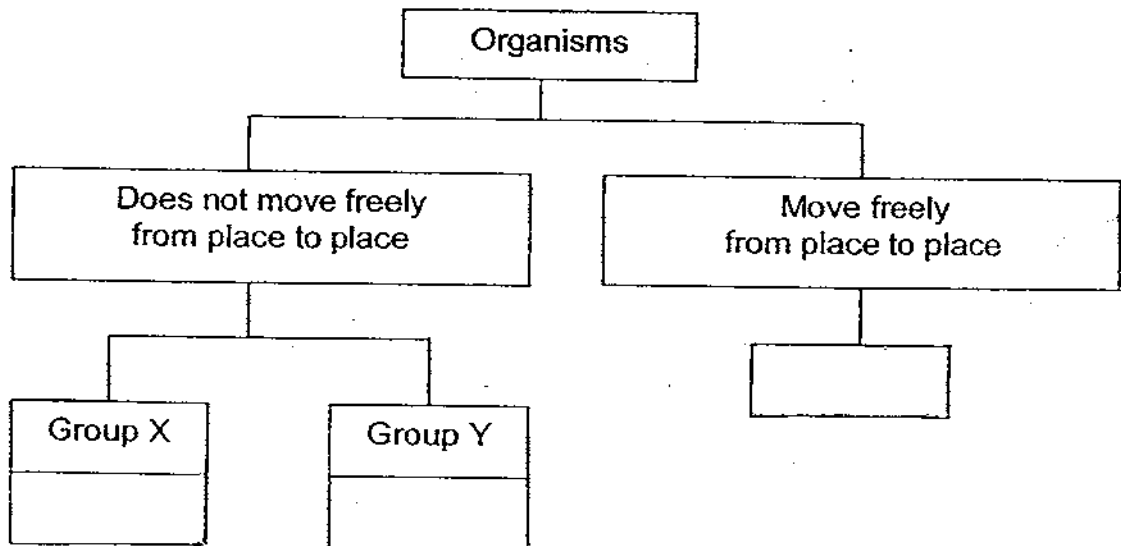 Organisms
Does not move freely
from place to place
Move freely
from place to place
Group X
Group Y